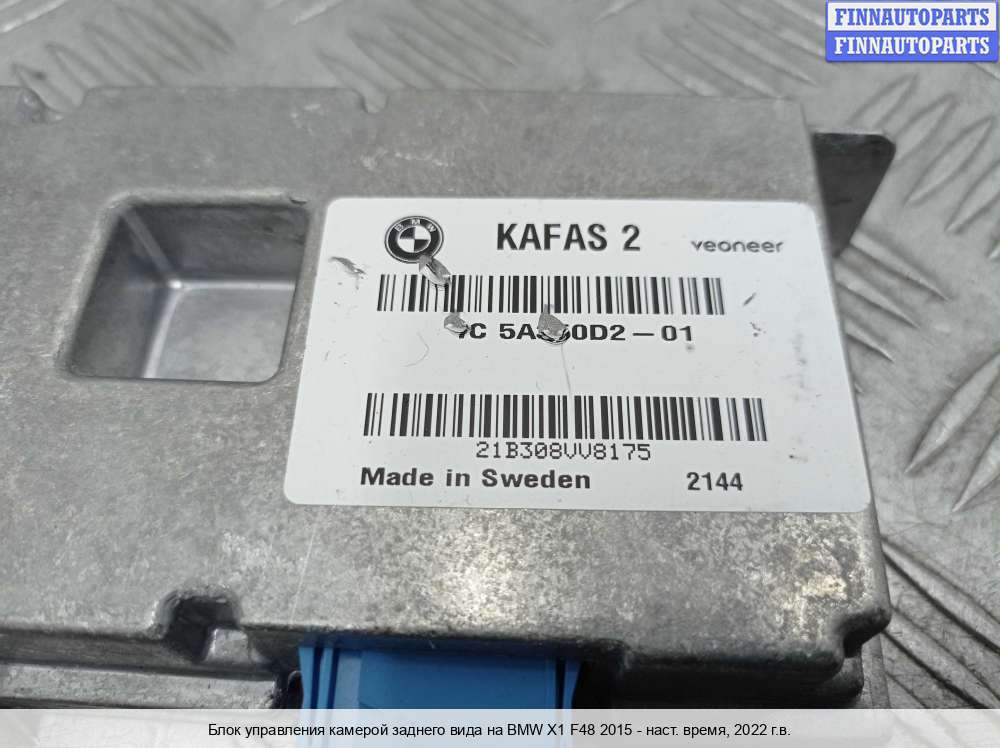 FINNAUTOPARTS
FINNAUTOPARTS
BMW
KAFAS 2
veoneer
21B308VV8175
Made in Sweden 2144
Блок управления камерой заднего вида на BMW X1 F48 2015 - наст. время, 2022 г.в.